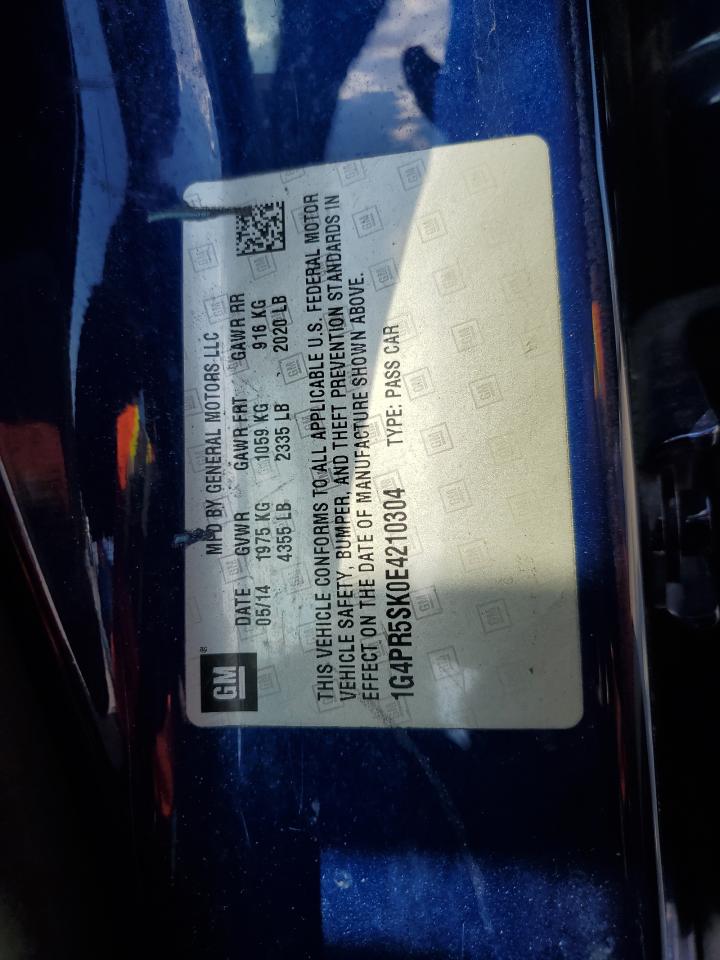 GM
MFD BY GENERAL MOTORS LLC
DATE GVWR GAWR FRT GAWR RR
05/14 1975 KG 1059 KG 916 KG
4355 LB 2335 LB 2020 LB
THIS VEHICLE CONFORMS TO ALL APPLICABLE U.S. FEDERAL MOTOR
VEHICLE SAFETY, BUMPER, AND THEFT PREVENTION STANDARDS IN
EFFECT ON THE DATE OF MANUFACTURE SHOWN ABOVE.
1G4PR5SK0E4210304 TYPE: PASS CAR